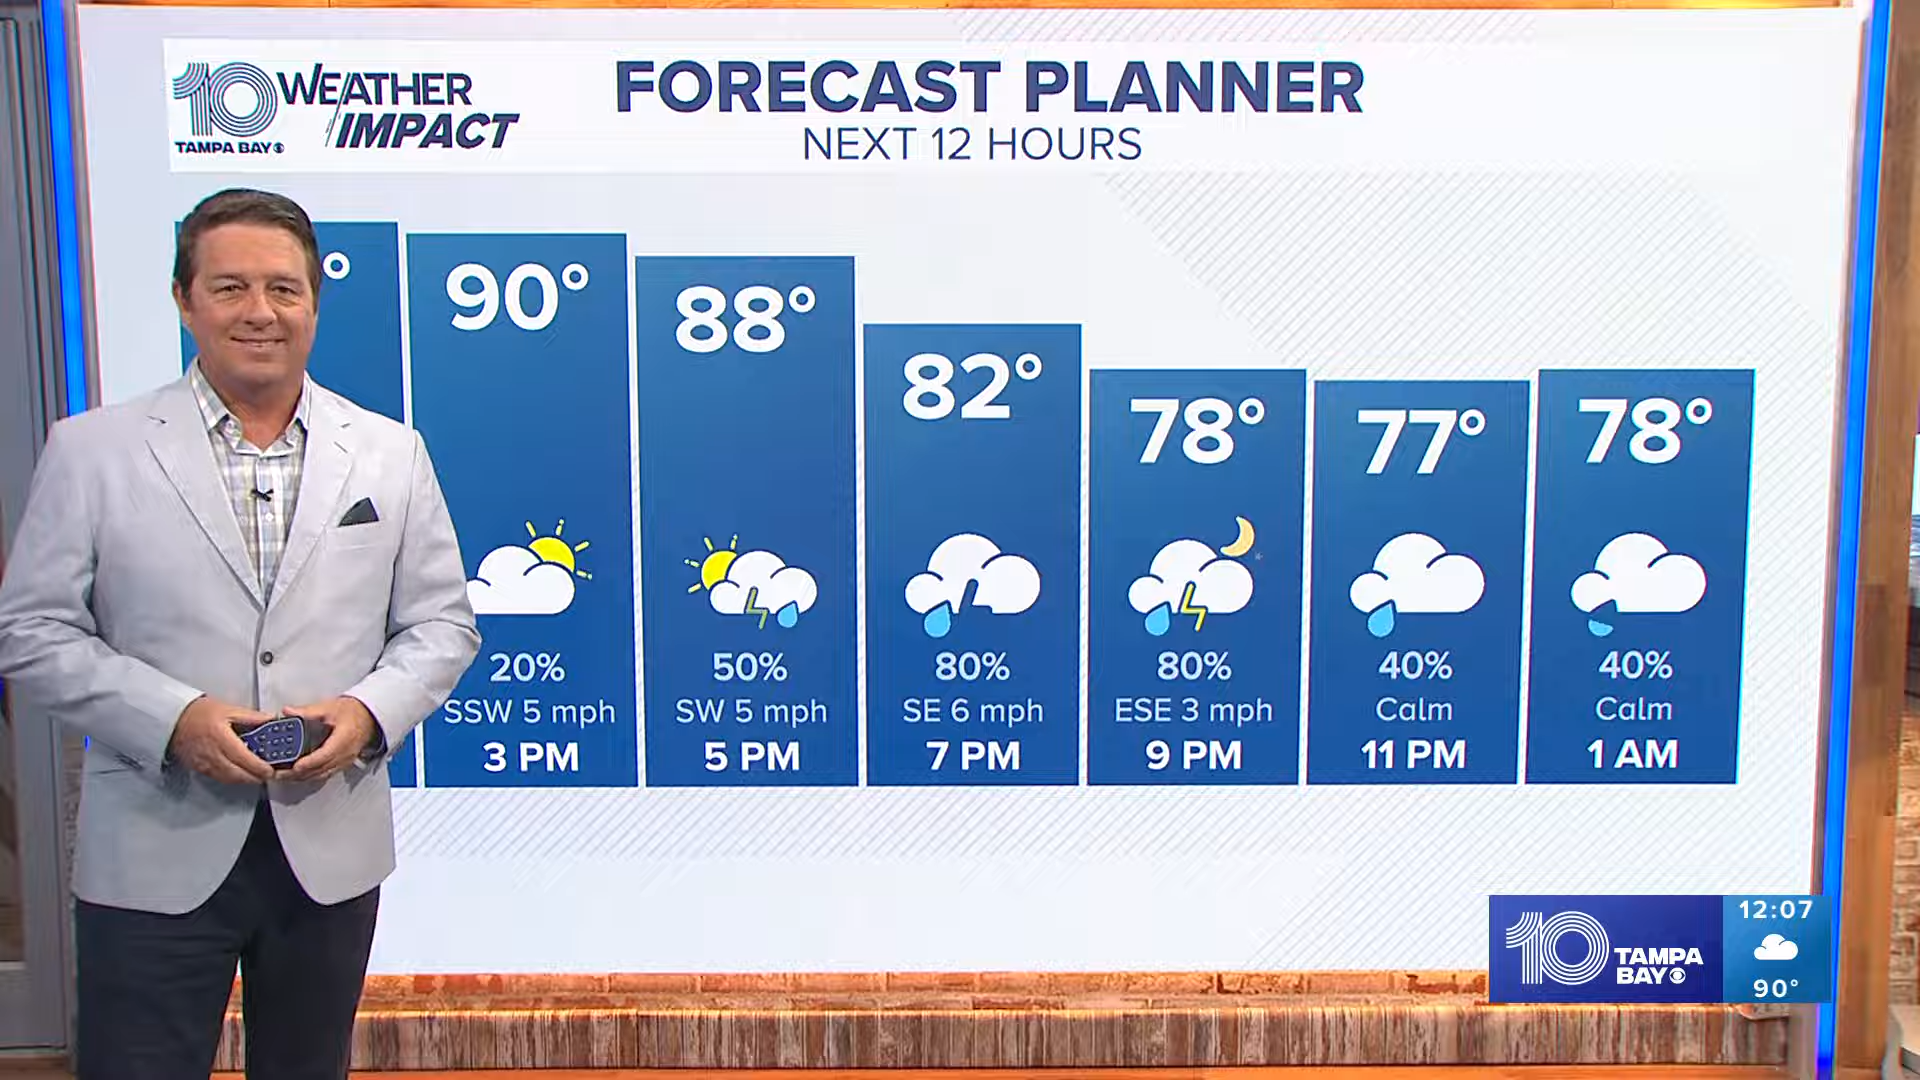 10 WEATHER
IMPACT
TAMPA BAY
FORECAST PLANNER
NEXT 12 HOURS
°
90°
88°
82°
78°
77°
78°
20%
50%
80%
80%
40%
40%
SSW 5 mph
SW 5 mph
SE 6 mph
ESE 3 mph
Calm
Calm
3 PM
5 PM
7 PM
9 PM
11 PM
1 AM
10 TAMPA
BAY
12:07
90°